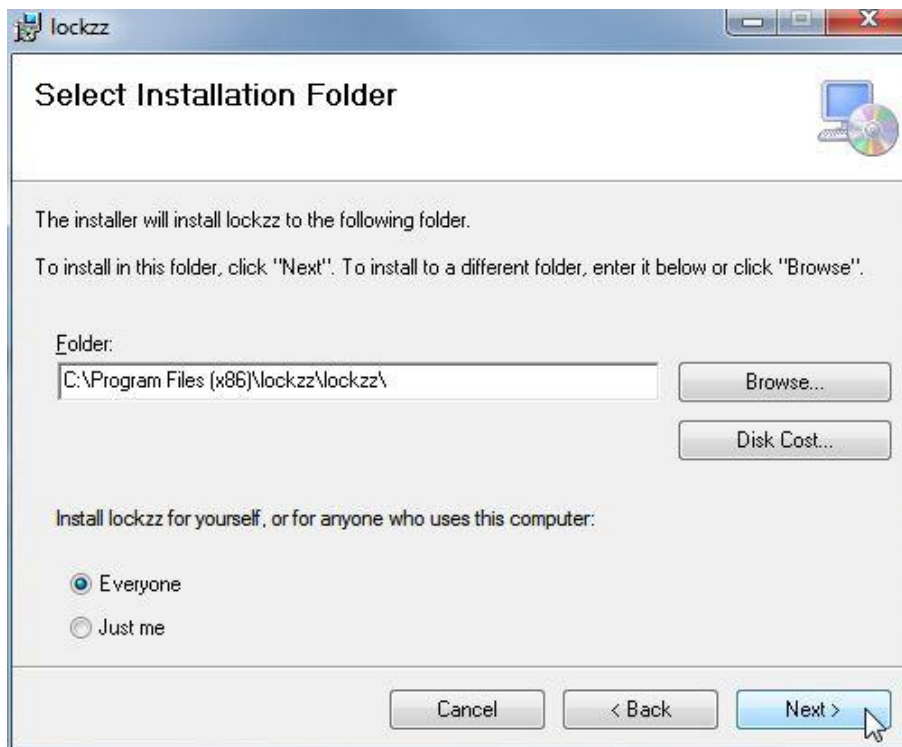 lockzz
Select Installation Folder
The installer will install lockzz to the following folder.
To install in this folder, click "Next". To install to a different folder, enter it below or click "Browse".
Folder:
C:\Program Files (x86)\lockzz\lockzz\
Browse...
Disk Cost...
Install lockzz for yourself, or for anyone who uses this computer:
Everyone
Just me
Cancel
< Back
Next >